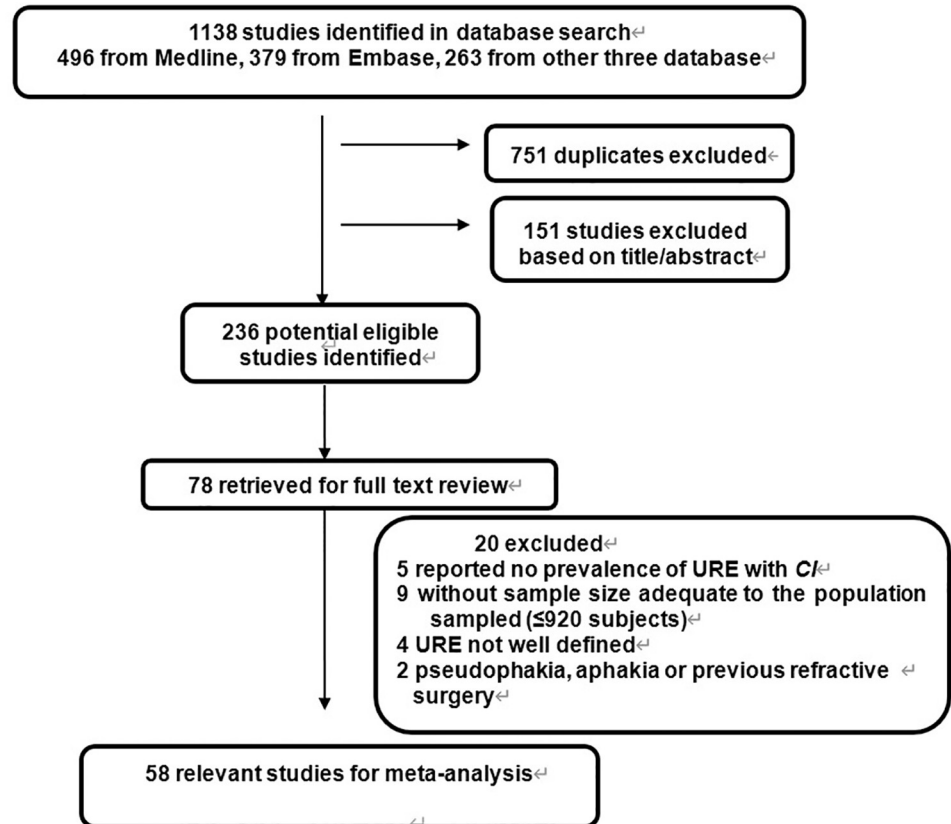 1138 studies identified in database search↵
496 from Medline, 379 from Embase, 263 from other three database↵
751 duplicates excluded←
151 studies excluded
based on title/abstract↵
236 potential eligible
↵
studies identified↵
78 retrieved for full text review↵
20 excluded↵
5 reported no prevalence of URE with CI↵
9 without sample size adequate to the population
sampled (≤920 subjects)↵
4 URE not well defined↵
2 pseudophakia, aphakia or previous refractive ↵
surgery↵
58 relevant studies for meta-analysis↵
↵